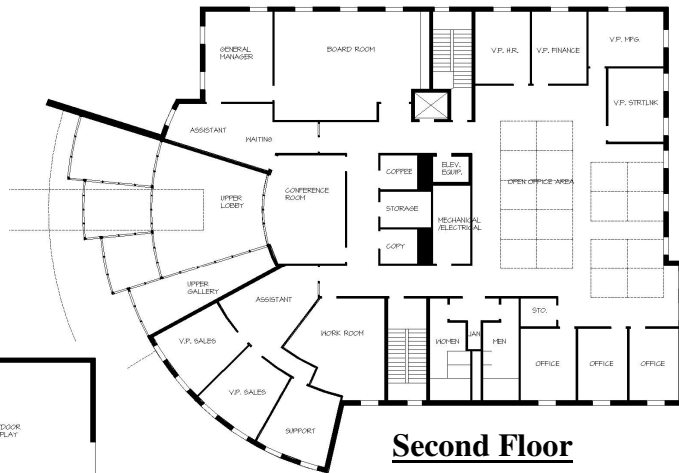 GENERAL
MANAGER
BOARD ROOM
V.P. H.R.
V.P. FINANCE
V.P. MFG.
V.P. STRTLNK
ASSISTANT
WAITING
COFFEE
ELEV.
EQUIP.
OPEN OFFICE AREA
UPPER
LOBBY
CONFERENCE
ROOM
STORAGE
MECHANICAL
/ELECTRICAL
COPY
UPPER
GALLERY
ASSISTANT
STO.
V.P. SALES
WORK ROOM
WOMEN
JAN.
MEN
OFFICE
OFFICE
OFFICE
V.P. SALES
SUPPORT
DOOR
PLAY
Second Floor